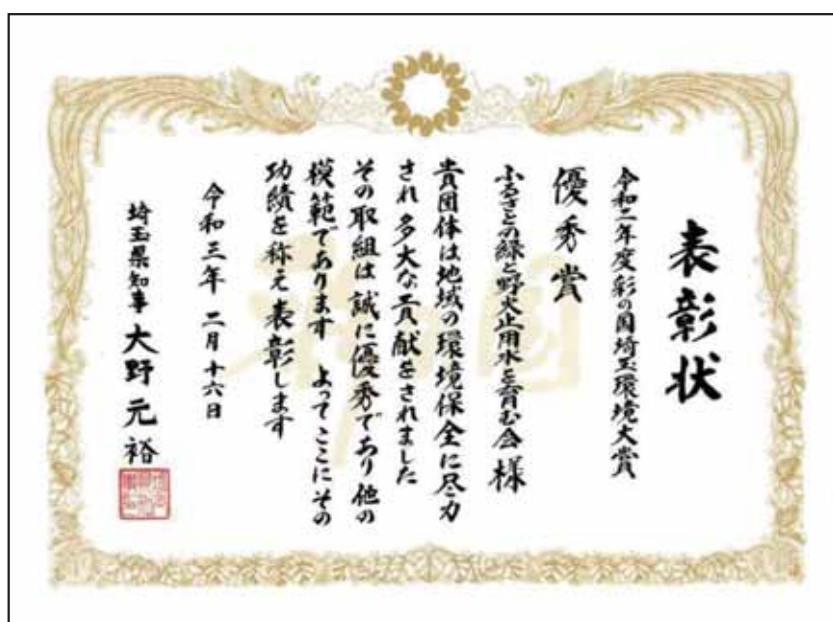 表彰状
令和二年度彩の国埼玉環境大賞
優秀賞
ふるさとの緑と野火止用水を育む会 様
貴団体は地域の環境保全に尽力
され 多大な貢献をされました
その取組は誠に優秀であり 他の
模範であります よってここにその
功績を称え表彰します
令和三年 二月十六日
埼玉県知事 大野元裕